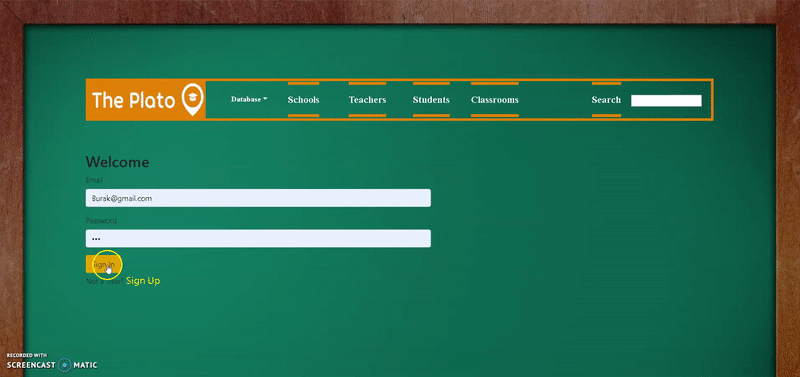 The Plato
Database Schools Teachers Students Classrooms Search
Welcome
Email
Burak@gmail.com
Password
•••
Sign In
Not a user? Sign Up
RECORDED WITH
SCREENCAST MATIC